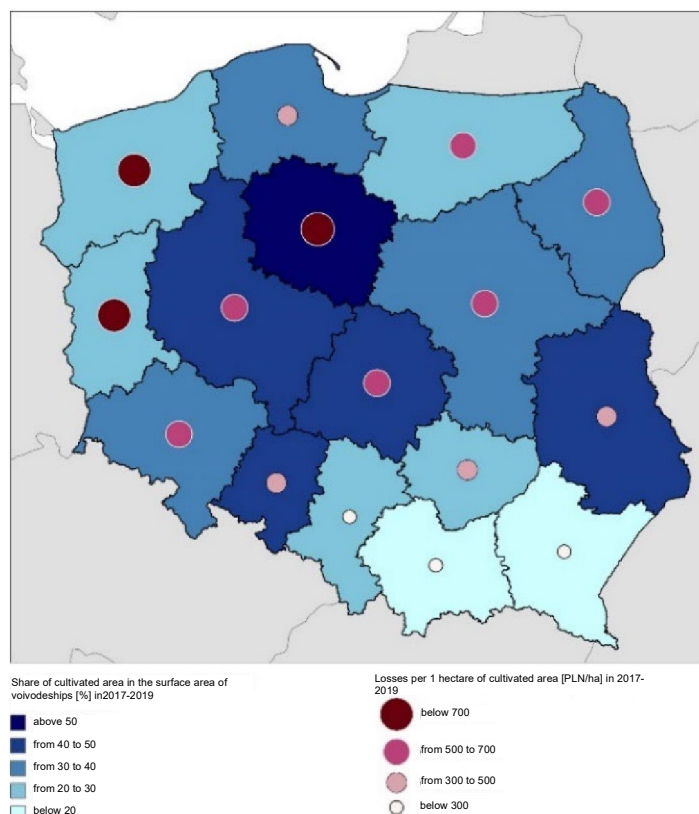 Share of cultivated area in the surface area of
voivodeships [%] in2017-2019
above 50
from 40 to 50
from 30 to 40
from 20 to 30
below 20
Losses per 1 hectare of cultivated area [PLN/ha] in 2017-
2019
below 700
from 500 to 700
from 300 to 500
below 300